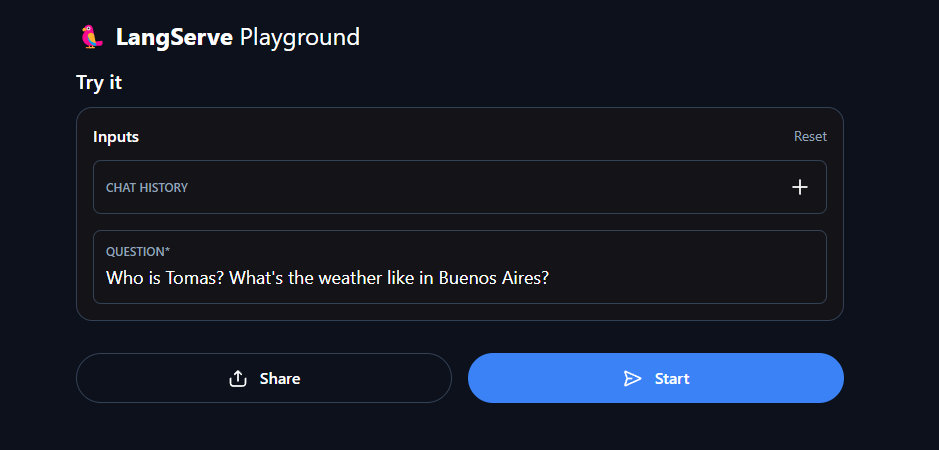 LangServe Playground
Try it
Inputs
Reset
CHAT HISTORY
QUESTION*
Who is Tomas? What's the weather like in Buenos Aires?
Share
Start